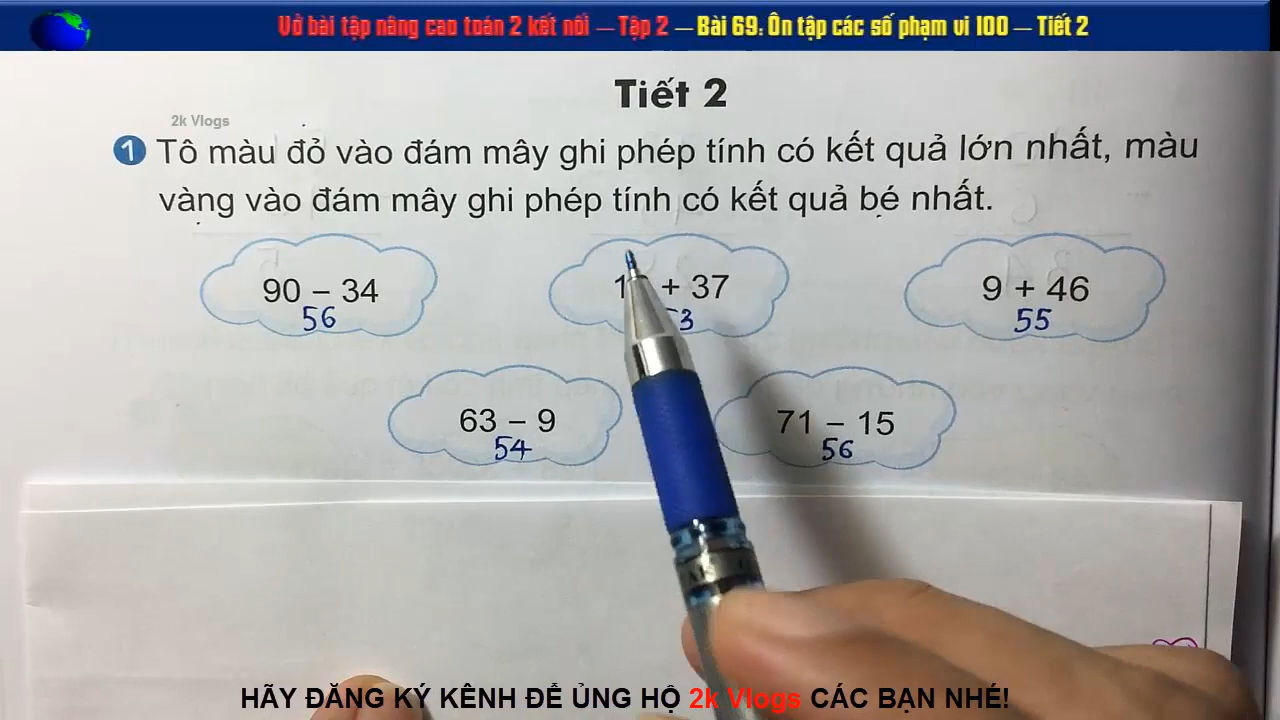 Vở bài tập nâng cao toán 2 kết nối – Tập 2 – Bài 69: Ôn tập các số phạm vi 100 – Tiết 2
Tiết 2
2k Vlogs
1 Tô màu đỏ vào đám mây ghi phép tính có kết quả lớn nhất, màu
vàng vào đám mây ghi phép tính có kết quả bé nhất.
90 – 34 + 37 9 + 46
56 3 55
63 – 9 71 – 15
54 56
HÃY ĐĂNG KÝ KÊNH ĐỂ ỦNG HỘ 2k Vlogs CÁC BẠN NHÉ!